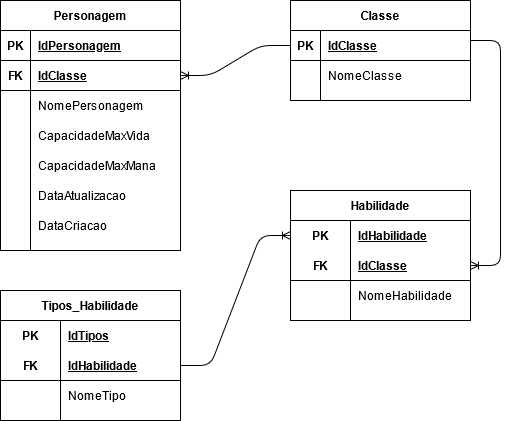 Personagem
PK IdPersonagem
FK IdClasse
NomePersonagem
CapacidadeMaxVida
CapacidadeMaxMana
DataAtualizacao
DataCriacao
Classe
PK IdClasse
NomeClasse
Habilidade
PK IdHabilidade
FK IdClasse
NomeHabilidade
Tipos_Habilidade
PK IdTipos
FK IdHabilidade
NomeTipo